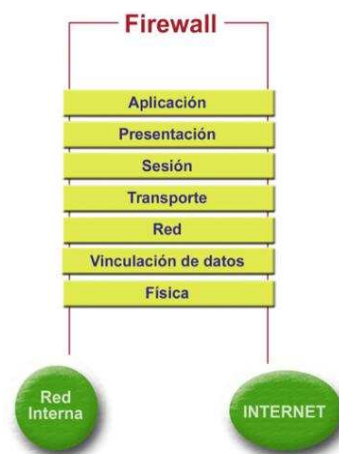 Firewall
Aplicación
Presentación
Sesión
Transporte
Red
Vinculación de datos
Física
Red
Interna
INTERNET